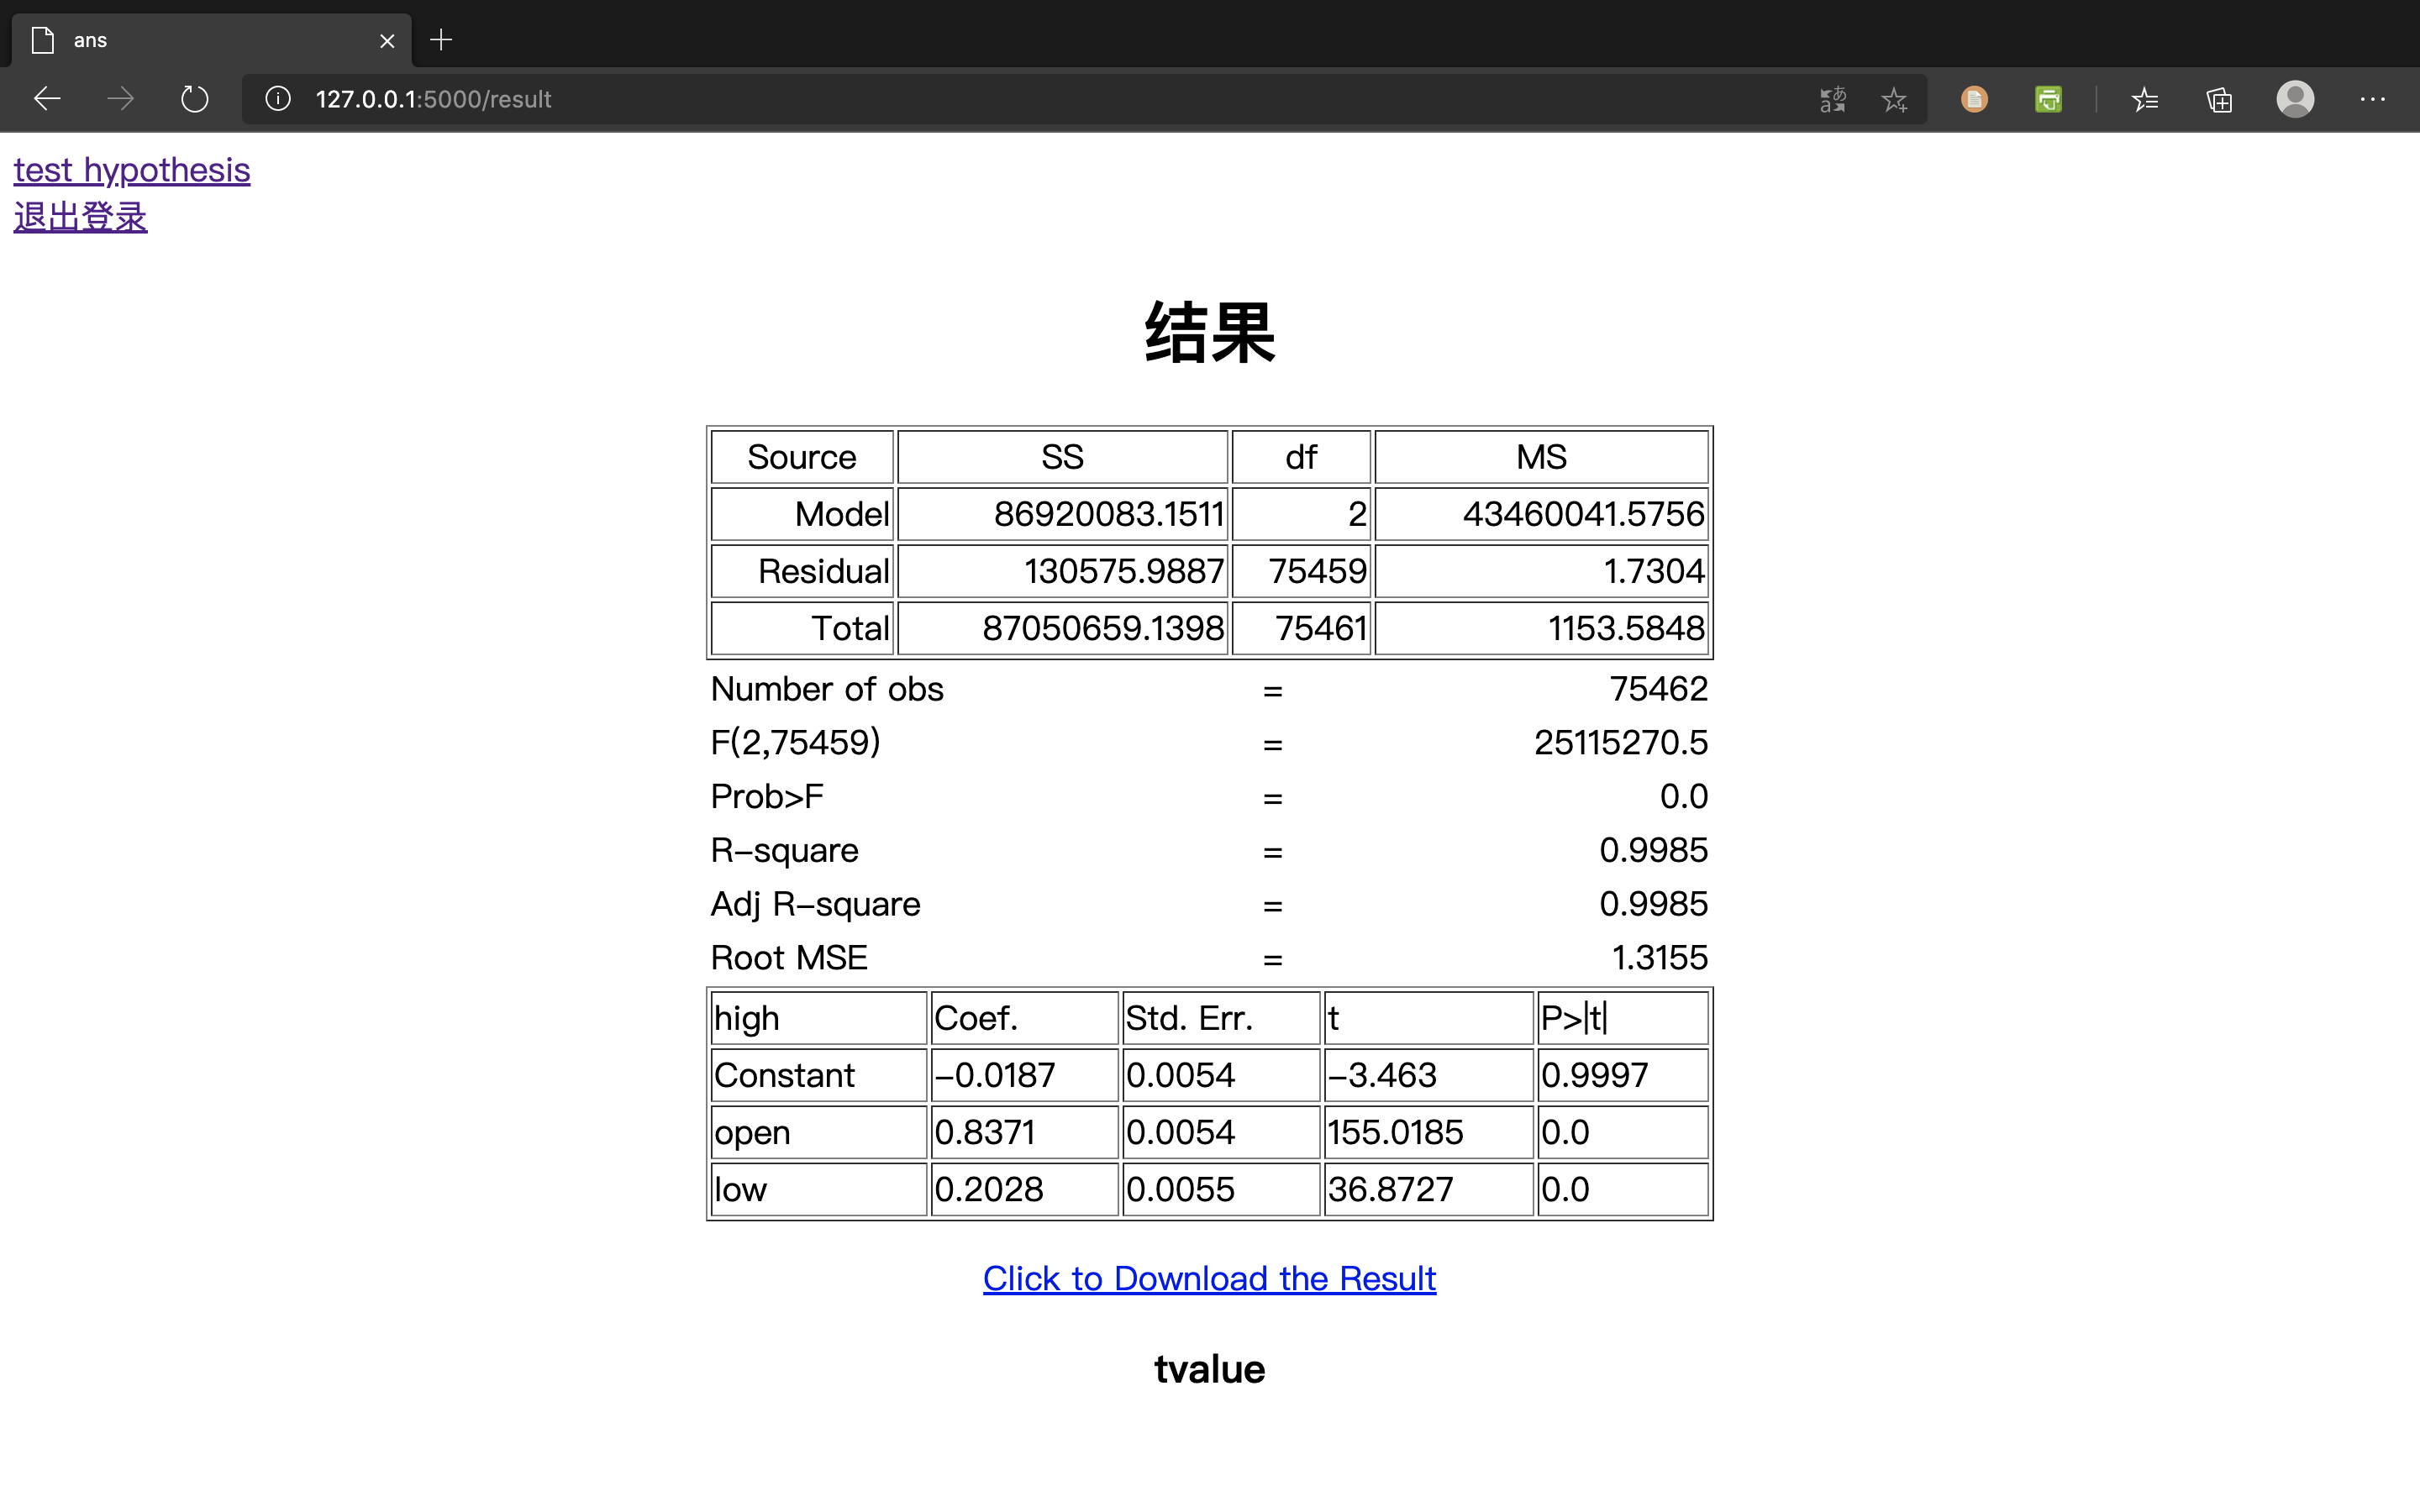 ans
127.0.0.1:5000/result
test hypothesis
退出登录
结果
Source SS df MS
Model 86920083.1511 2 43460041.5756
Residual 130575.9887 75459 1.7304
Total 87050659.1398 75461 1153.5848
Number of obs = 75462
F(2,75459) = 25115270.5
Prob>F = 0.0
R-square = 0.9985
Adj R-square = 0.9985
Root MSE = 1.3155
high Coef. Std. Err. t P>|t|
Constant -0.0187 0.0054 -3.463 0.9997
open 0.8371 0.0054 155.0185 0.0
low 0.2028 0.0055 36.8727 0.0
Click to Download the Result
tvalue